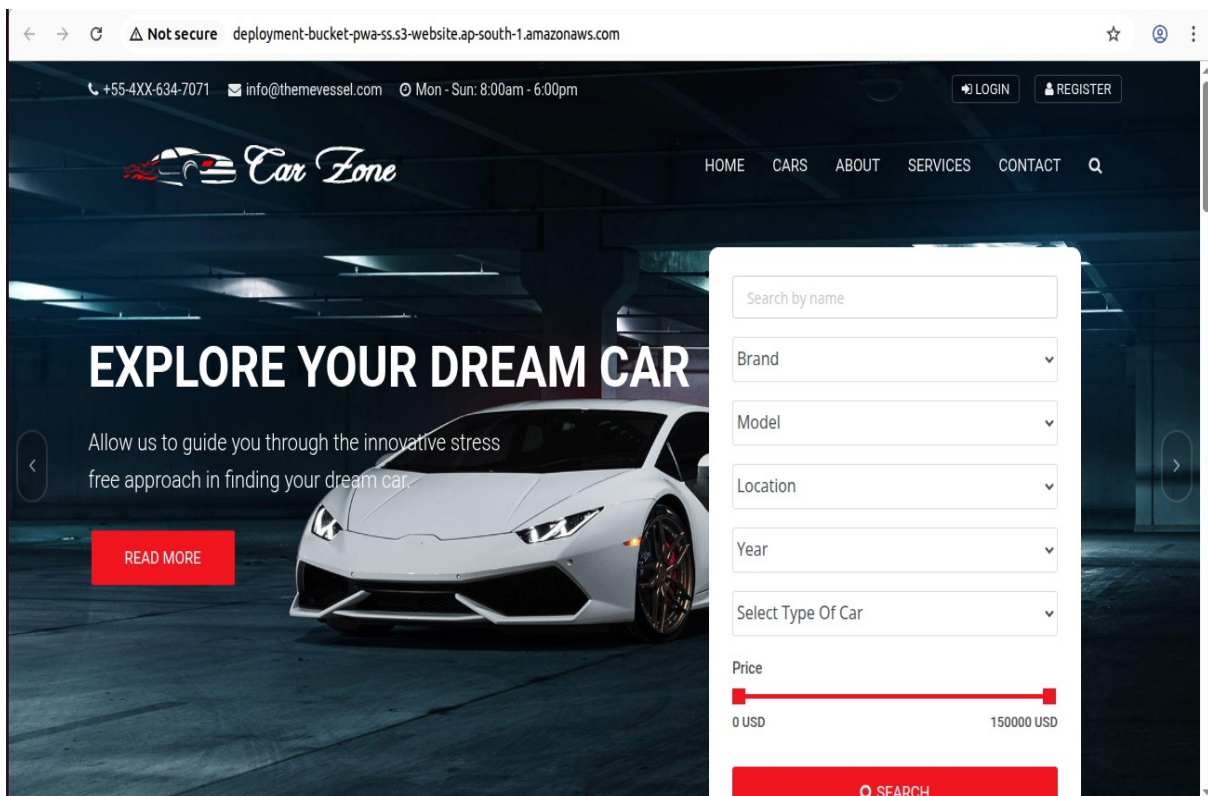 Not secure deployment-bucket-pwa-ss.s3-website.ap-south-1.amazonaws.com
+55-4XX-634-7071 info@themevessel.com Mon - Sun: 8:00am - 6:00pm LOGIN REGISTER
Car Zone HOME CARS ABOUT SERVICES CONTACT
EXPLORE YOUR DREAM CAR
Allow us to guide you through the innovative stress
free approach in finding your dream car.
READ MORE
Search by name
Brand
Model
Location
Year
Select Type Of Car
Price
0 USD 150000 USD
SEARCH